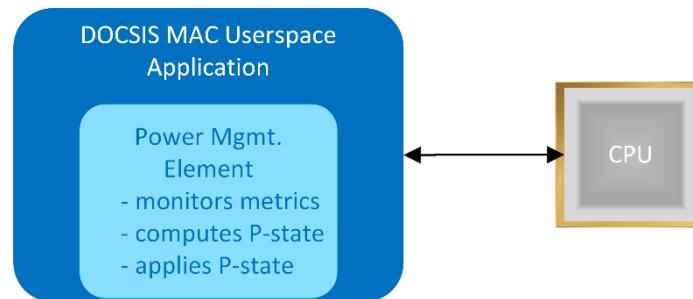 DOCSIS MAC Userspace
Application
Power Mgmt.
Element
- monitors metrics
- computes P-state
- applies P-state
CPU